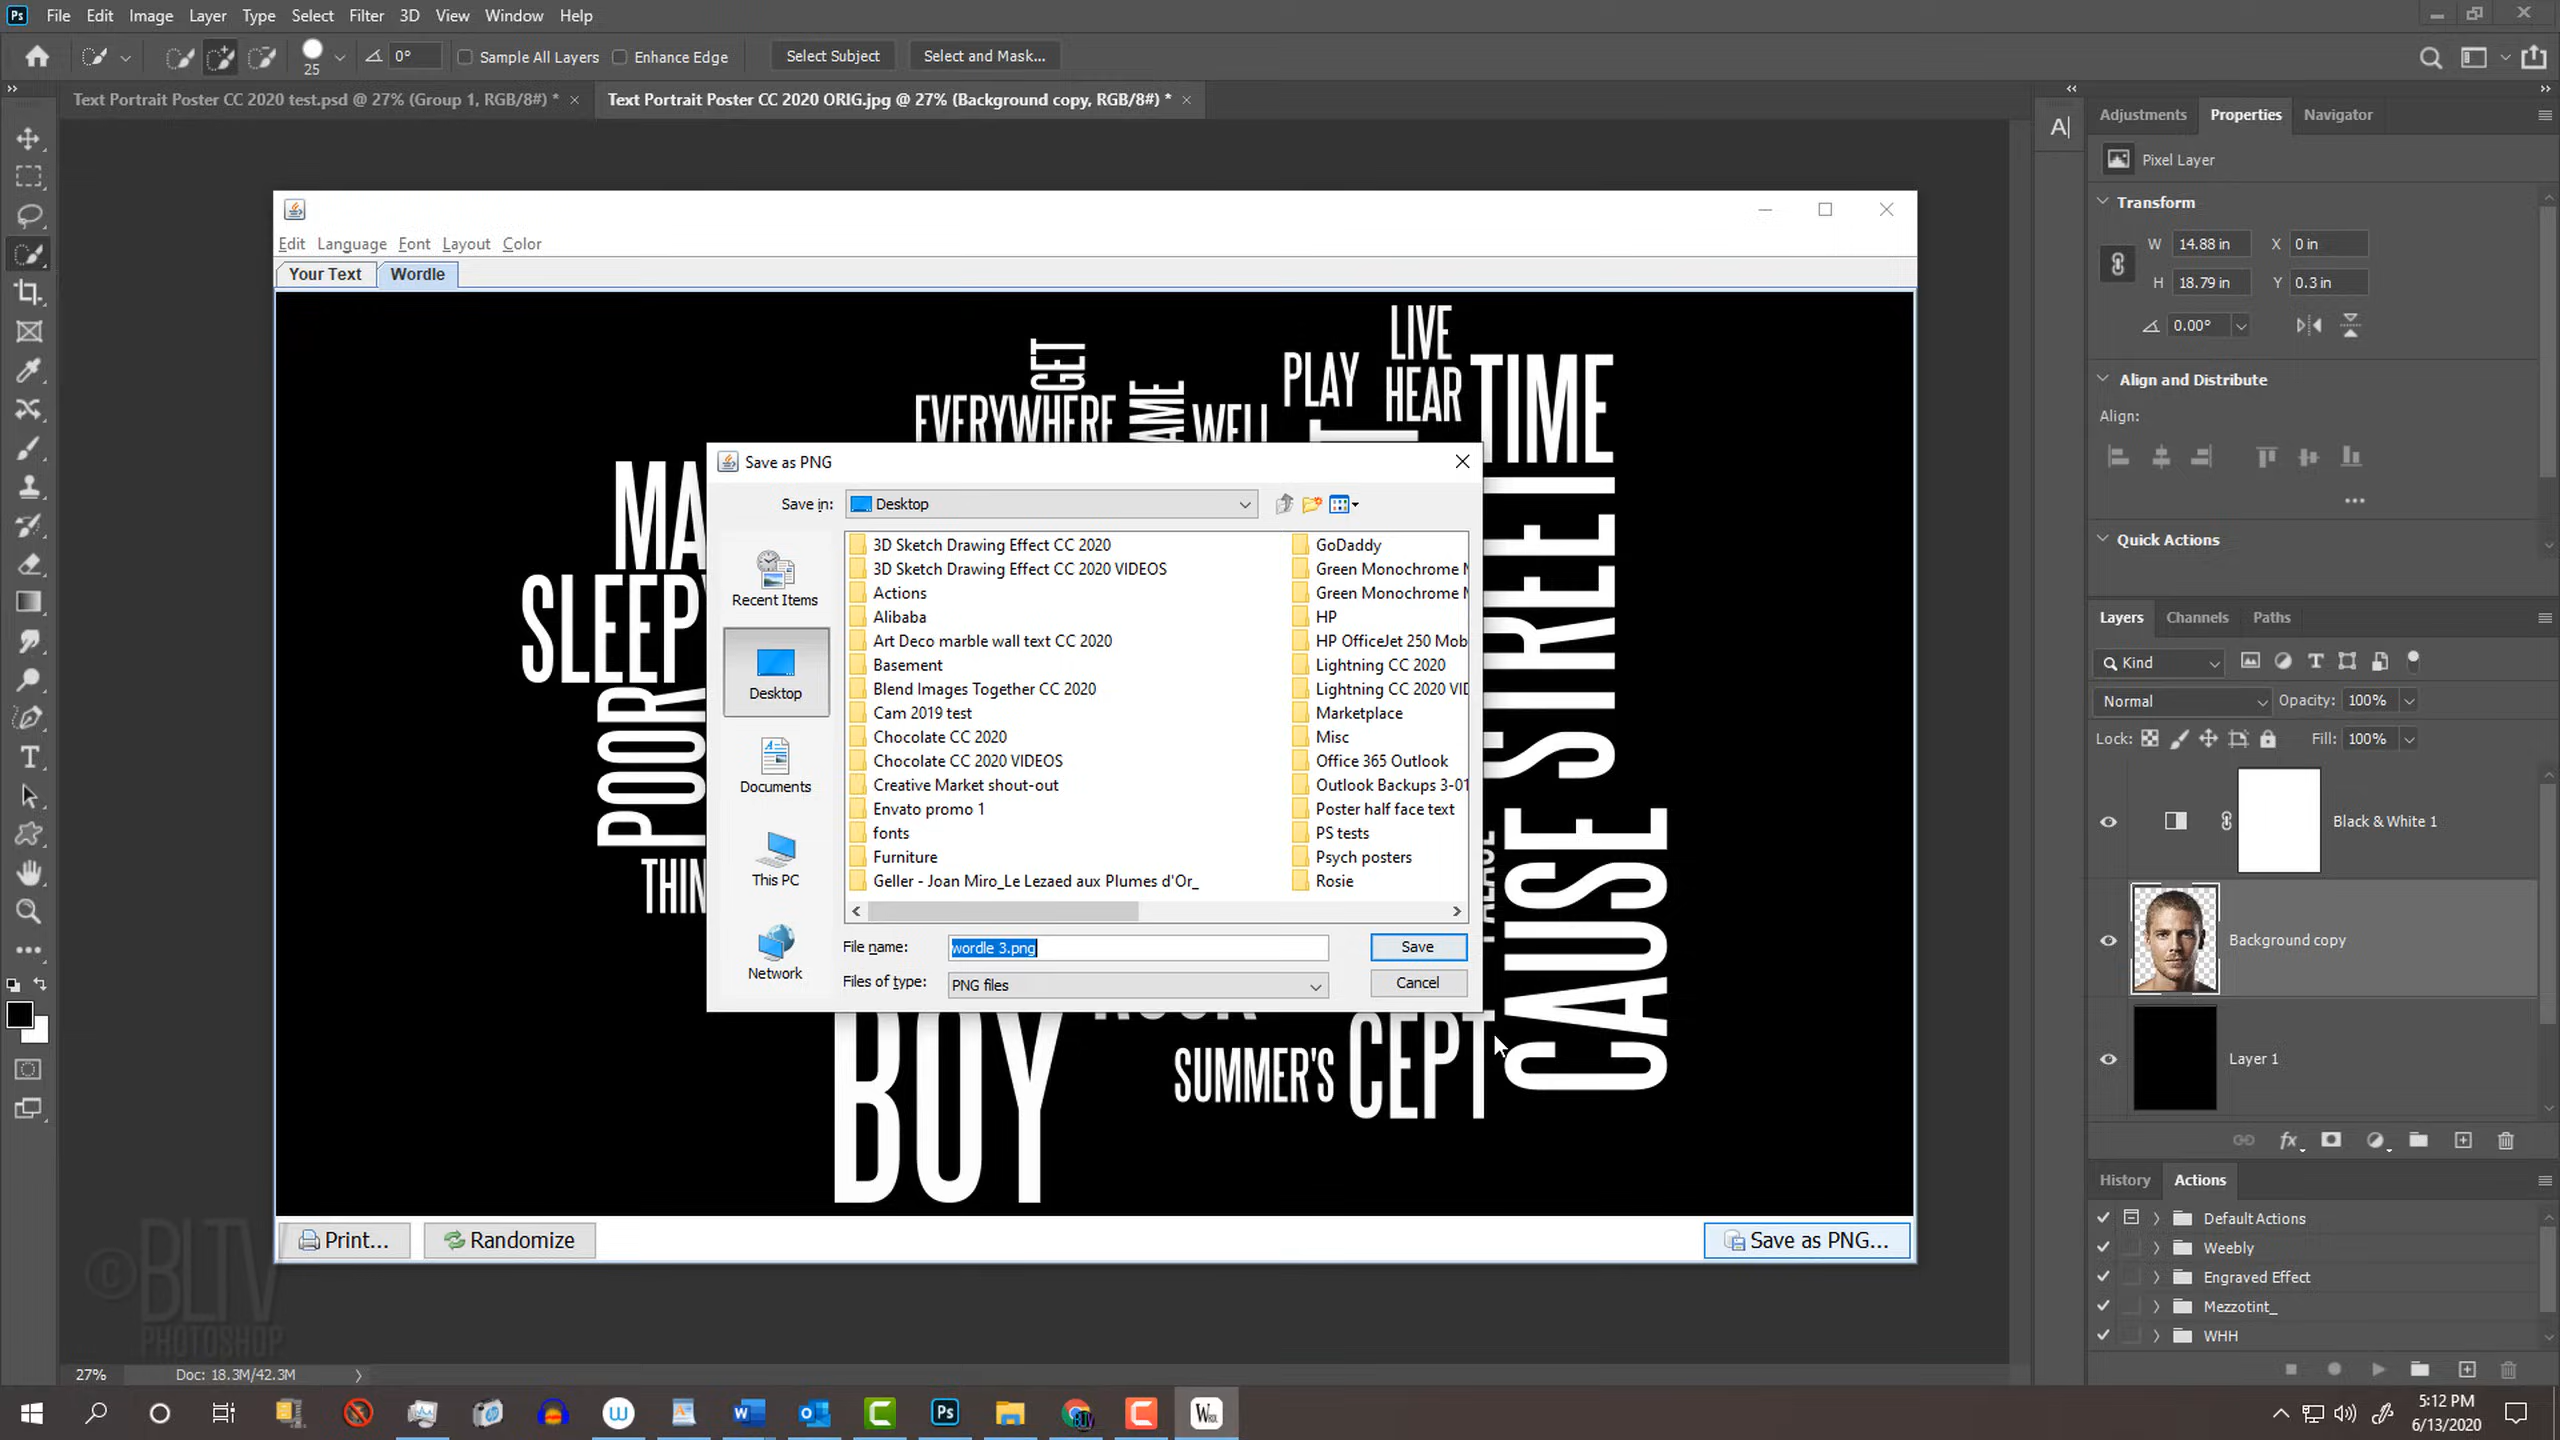 Ps File Edit Image Layer Type Select Filter 3D View Window Help
25 0° Sample All Layers Enhance Edge Select Subject Select and Mask...
Text Portrait Poster CC 2020 test.psd @ 27% (Group 1, RGB/8#) * × Text Portrait Poster CC 2020 ORIG.jpg @ 27% (Background copy, RGB/8#) * ×
Edit Language Font Layout Color
Your Text Wordle
LIVE
GET
PLAY
HEAR
TIME
EVERYWHERE
WELL
SLEEPY
POOR
STREET
CAUSE
BOY
SUMMER'S
CEPT
Save as PNG
Save in: Desktop
Recent Items
Desktop
Documents
This PC
Network
3D Sketch Drawing Effect CC 2020
3D Sketch Drawing Effect CC 2020 VIDEOS
Actions
Alibaba
Art Deco marble wall text CC 2020
Basement
Blend Images Together CC 2020
Cam 2019 test
Chocolate CC 2020
Chocolate CC 2020 VIDEOS
Creative Market shout-out
Envato promo 1
fonts
Furniture
Geller - Joan Miro_Le Lezaed aux Plumes d'Or_
GoDaddy
Green Monochrome
Green Monochrome
HP
HP OfficeJet 250 Mob
Lightning CC 2020
Lightning CC 2020 VID
Marketplace
Misc
Office 365 Outlook
Outlook Backups 3-01
Poster half face text
PS tests
Psych posters
Rosie
File name: wordle 3.png Save
Files of type: PNG files Cancel
Print... Randomize Save as PNG...
©BLTV
PHOTOSHOP
27% Doc: 18.3M/42.3M
A|
Adjustments Properties Navigator
Pixel Layer
Transform
W 14.88 in X 0 in
H 18.79 in Y 0.3 in
0.00°
Align and Distribute
Align:
Quick Actions
Layers Channels Paths
Kind
Normal Opacity: 100%
Lock: Fill: 100%
Black & White 1
Background copy
Layer 1
fx
History Actions
Default Actions
Weebly
Engraved Effect
Mezzotint_
WHH
5:12 PM
6/13/2020